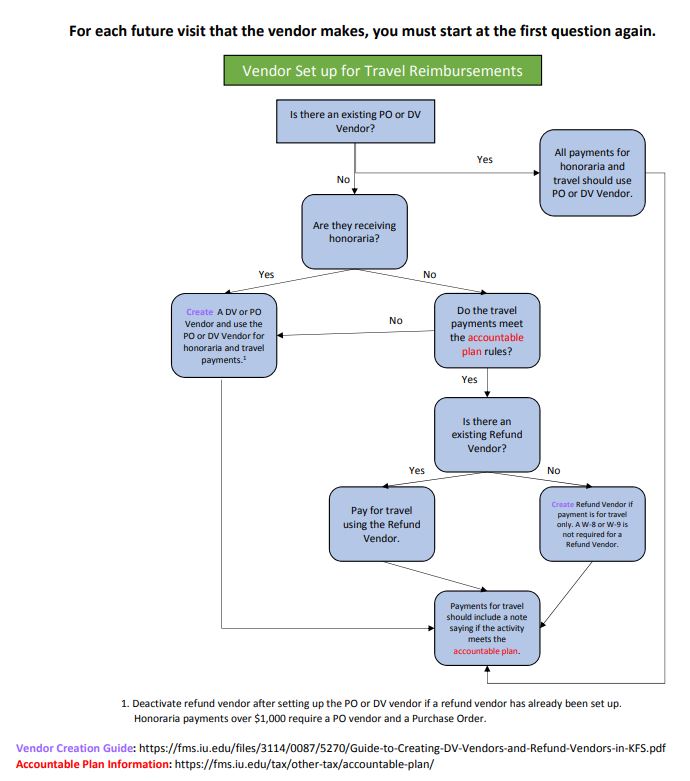 For each future visit that the vendor makes, you must start at the first question again.
Vendor Set up for Travel Reimbursements
Is there an existing PO or DV
Vendor?
Yes
All payments for
honoraria and
travel should use
PO or DV Vendor.
No
Are they receiving
honoraria?
Yes
No
Create A DV or PO
Vendor and use the
PO or DV Vendor for
honoraria and travel
payments.1
No
Do the travel
payments meet
the accountable
plan rules?
Yes
Is there an
existing Refund
Vendor?
Yes
No
Pay for travel
using the Refund
Vendor.
Create Refund Vendor if
payment is for travel
only. A W-8 or W-9 is
not required for a
Refund Vendor.
Payments for travel
should include a note
saying if the activity
meets the
accountable plan.
1. Deactivate refund vendor after setting up the PO or DV vendor if a refund vendor has already been set up.
Honoraria payments over $1,000 require a PO vendor and a Purchase Order.
Vendor Creation Guide: https://fms.iu.edu/files/3114/0087/5270/Guide-to-Creating-DV-Vendors-and-Refund-Vendors-in-KFS.pdf
Accountable Plan Information: https://fms.iu.edu/tax/other-tax/accountable-plan/